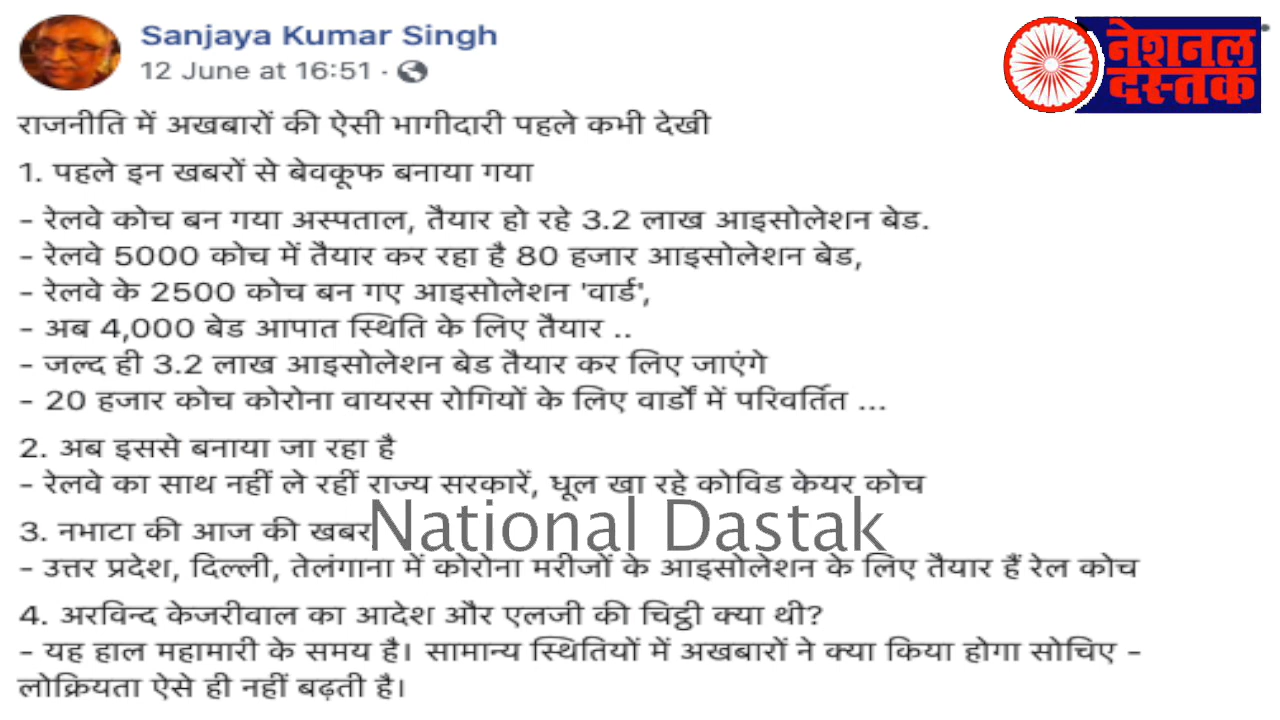 Sanjaya Kumar Singh
12 June at 16:51 ·
नेशनल
दस्तक
राजनीति में अखबारों की ऐसी भागीदारी पहले कभी देखी
1. पहले इन खबरों से बेवकूफ बनाया गया
- रेलवे कोच बन गया अस्पताल, तैयार हो रहे 3.2 लाख आइसोलेशन बेड.
- रेलवे 5000 कोच में तैयार कर रहा है 80 हजार आइसोलेशन बेड,
- रेलवे के 2500 कोच बन गए आइसोलेशन 'वार्ड',
- अब 4,000 बेड आपात स्थिति के लिए तैयार ..
- जल्द ही 3.2 लाख आइसोलेशन बेड तैयार कर लिए जाएंगे
- 20 हजार कोच कोरोना वायरस रोगियों के लिए वार्डों में परिवर्तित ...
2. अब इससे बनाया जा रहा है
- रेलवे का साथ नहीं ले रहीं राज्य सरकारें, धूल खा रहे कोविड केयर कोच
3. नभाटा की आज की खबर
National Dastak
- उत्तर प्रदेश, दिल्ली, तेलंगाना में कोरोना मरीजों के आइसोलेशन के लिए तैयार हैं रेल कोच
4. अरविन्द केजरीवाल का आदेश और एलजी की चिट्ठी क्या थी?
- यह हाल महामारी के समय है। सामान्य स्थितियों में अखबारों ने क्या किया होगा सोचिए -
लोक्रियता ऐसे ही नहीं बढ़ती है।